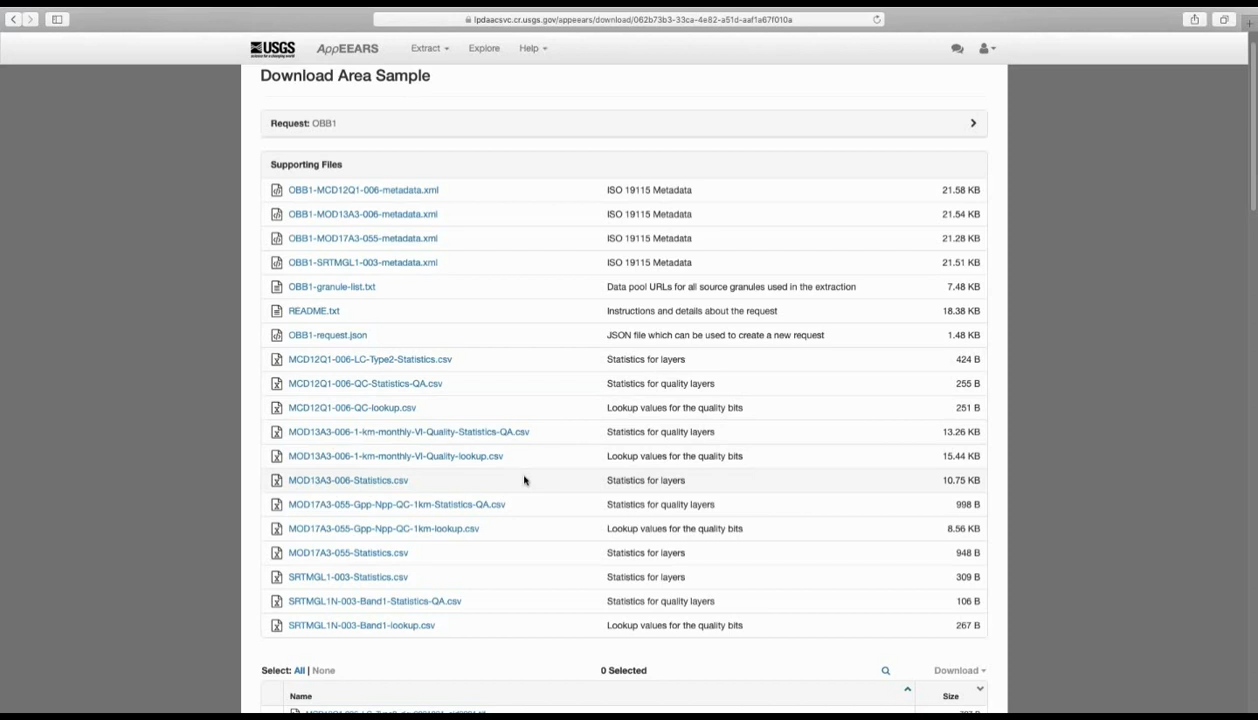 lpdaacsvc.cr.usgs.gov/appeears/download/062b73b3-33ca-4e82-a51d-aaf1a67f010a
USGS AppEEARS Extract Explore Help
Download Area Sample
Request: OBB1
Supporting Files
OBB1-MCD12Q1-006-metadata.xml ISO 19115 Metadata 21.58 KB
OBB1-MOD13A3-006-metadata.xml ISO 19115 Metadata 21.54 KB
OBB1-MOD17A3-055-metadata.xml ISO 19115 Metadata 21.28 KB
OBB1-SRTMGL1-003-metadata.xml ISO 19115 Metadata 21.51 KB
OBB1-granule-list.txt Data pool URLs for all source granules used in the extraction 7.48 KB
README.txt Instructions and details about the request 18.38 KB
OBB1-request.json JSON file which can be used to create a new request 1.48 KB
MCD12Q1-006-LC-Type2-Statistics.csv Statistics for layers 424 B
MCD12Q1-006-QC-Statistics-QA.csv Statistics for quality layers 255 B
MCD12Q1-006-QC-lookup.csv Lookup values for the quality bits 251 B
MOD13A3-006-1-km-monthly-VI-Quality-Statistics-QA.csv Statistics for quality layers 13.26 KB
MOD13A3-006-1-km-monthly-VI-Quality-lookup.csv Lookup values for the quality bits 15.44 KB
MOD13A3-006-Statistics.csv Statistics for layers 10.75 KB
MOD17A3-055-Gpp-Npp-QC-1km-Statistics-QA.csv Statistics for quality layers 998 B
MOD17A3-055-Gpp-Npp-QC-1km-lookup.csv Lookup values for the quality bits 8.56 KB
MOD17A3-055-Statistics.csv Statistics for layers 948 B
SRTMGL1-003-Statistics.csv Statistics for layers 309 B
SRTMGL1N-003-Band1-Statistics-QA.csv Statistics for quality layers 106 B
SRTMGL1N-003-Band1-lookup.csv Lookup values for the quality bits 267 B
Select: All | None 0 Selected Download
Name Size